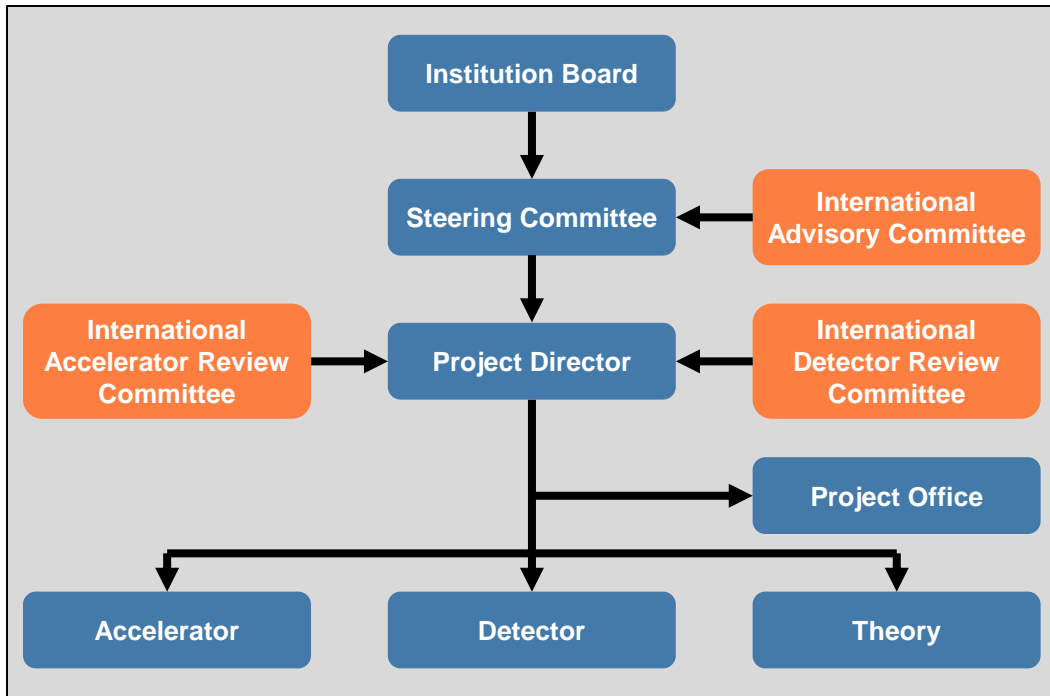 Institution Board
Steering Committee
International
Advisory Committee
International
Accelerator Review
Committee
Project Director
International
Detector Review
Committee
Project Office
Accelerator
Detector
Theory